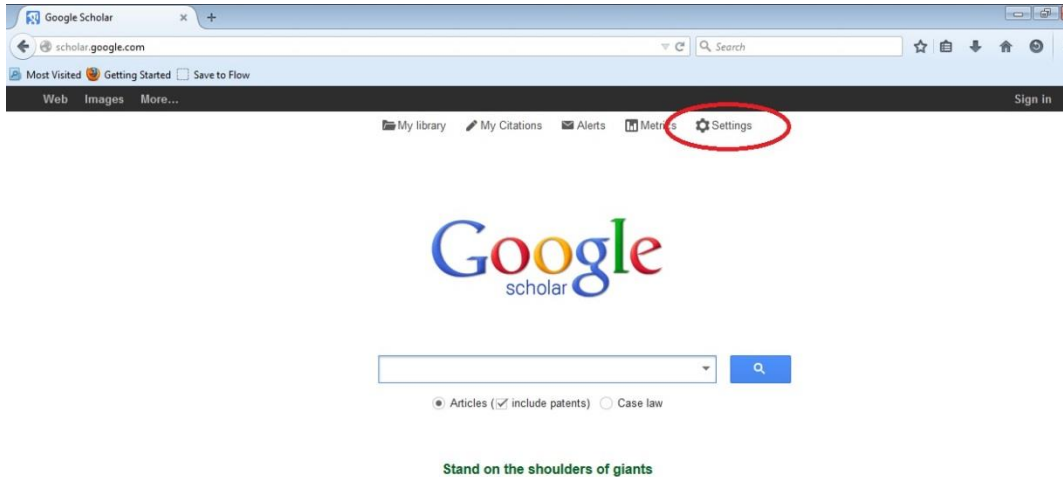 Google Scholar
scholar.google.com
Search
Most Visited Getting Started Save to Flow
Web Images More... Sign in
My library My Citations Alerts Metrics Settings
Google
scholar
Articles ( include patents) Case law
Stand on the shoulders of giants